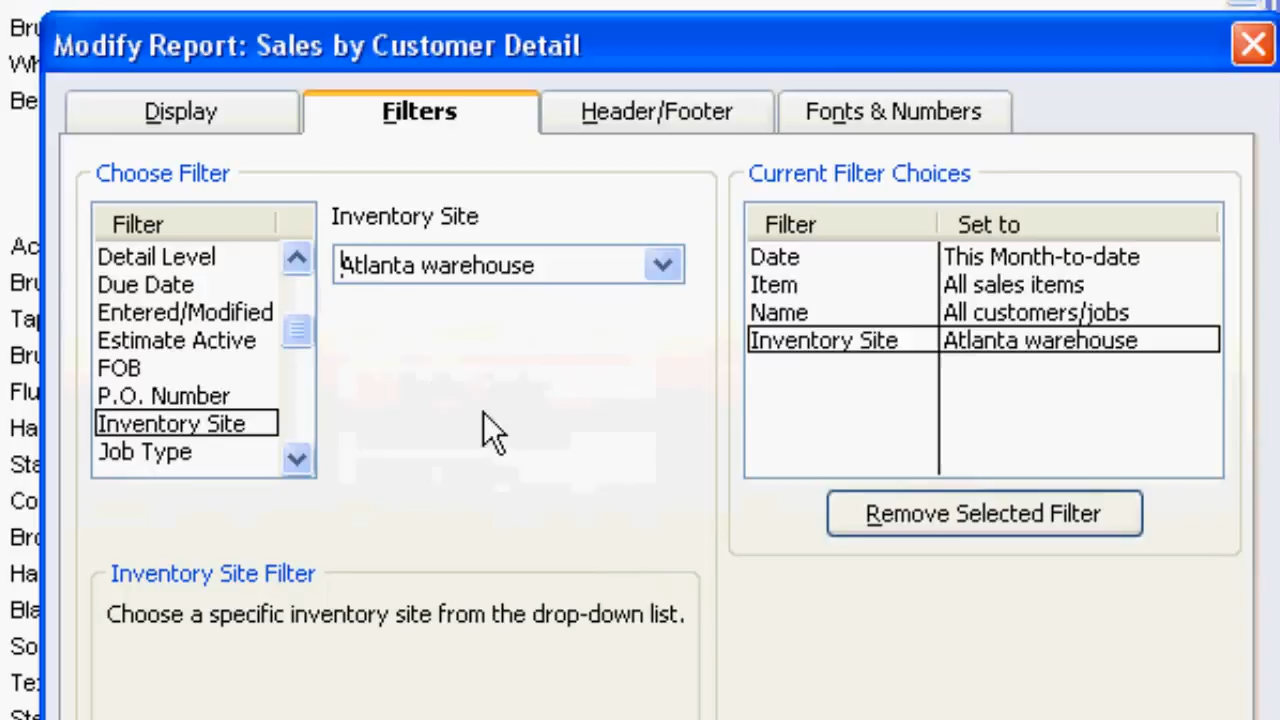 Modify Report: Sales by Customer Detail
Display
Filters
Header/Footer
Fonts & Numbers
Choose Filter
Filter
Detail Level
Due Date
Entered/Modified
Estimate Active
FOB
P.O. Number
Inventory Site
Job Type
Inventory Site
Atlanta warehouse
Inventory Site Filter
Choose a specific inventory site from the drop-down list.
Current Filter Choices
Filter Set to
Date This Month-to-date
Item All sales items
Name All customers/jobs
Inventory Site Atlanta warehouse
Remove Selected Filter